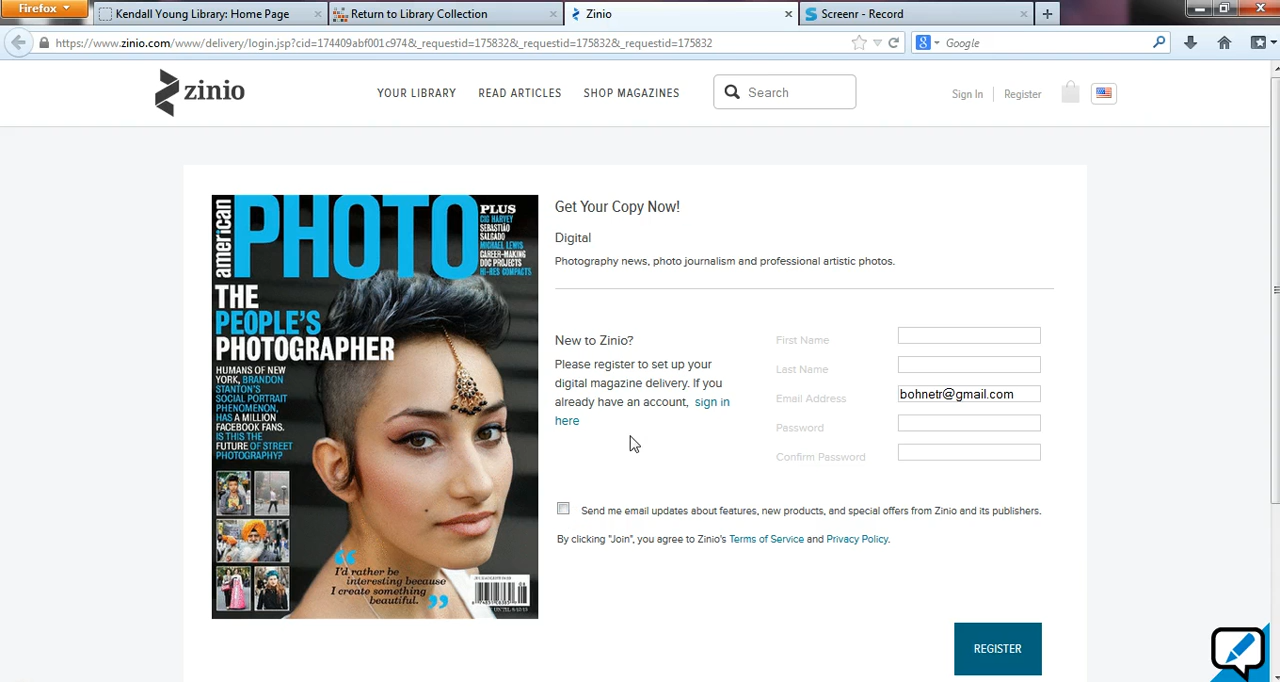 Firefox
Kendall Young Library: Home Page
Return to Library Collection
Zinio
Screenr - Record
https://www.zinio.com/www/delivery/login.jsp?cid=174409abf001c974&_requestid=175832&_requestid=175832&_requestid=175832
Google
zinio
YOUR LIBRARY
READ ARTICLES
SHOP MAGAZINES
Search
Sign In
Register
american
PHOTO
PLUS
CIG HARVEY
SEBASTIÃO
SALGADO
MICHAEL LEWIS
CAREER-MAKING
DOC PROJECTS
HI-RES COMPACTS
THE
PEOPLE'S
PHOTOGRAPHER
HUMANS OF NEW
YORK, BRANDON
STANTON'S
SOCIAL PORTRAIT
PHENOMENON,
HAS A MILLION
FACEBOOK FANS.
IS THIS THE
FUTURE OF STREET
PHOTOGRAPHY?
“I'd rather be
interesting because
I create something
beautiful.”
Get Your Copy Now!
Digital
Photography news, photo journalism and professional artistic photos.
New to Zinio?
Please register to set up your
digital magazine delivery. If you
already have an account, sign in
here
First Name
Last Name
Email Address
bohnetr@gmail.com
Password
Confirm Password
Send me email updates about features, new products, and special offers from Zinio and its publishers.
By clicking "Join", you agree to Zinio's Terms of Service and Privacy Policy.
REGISTER